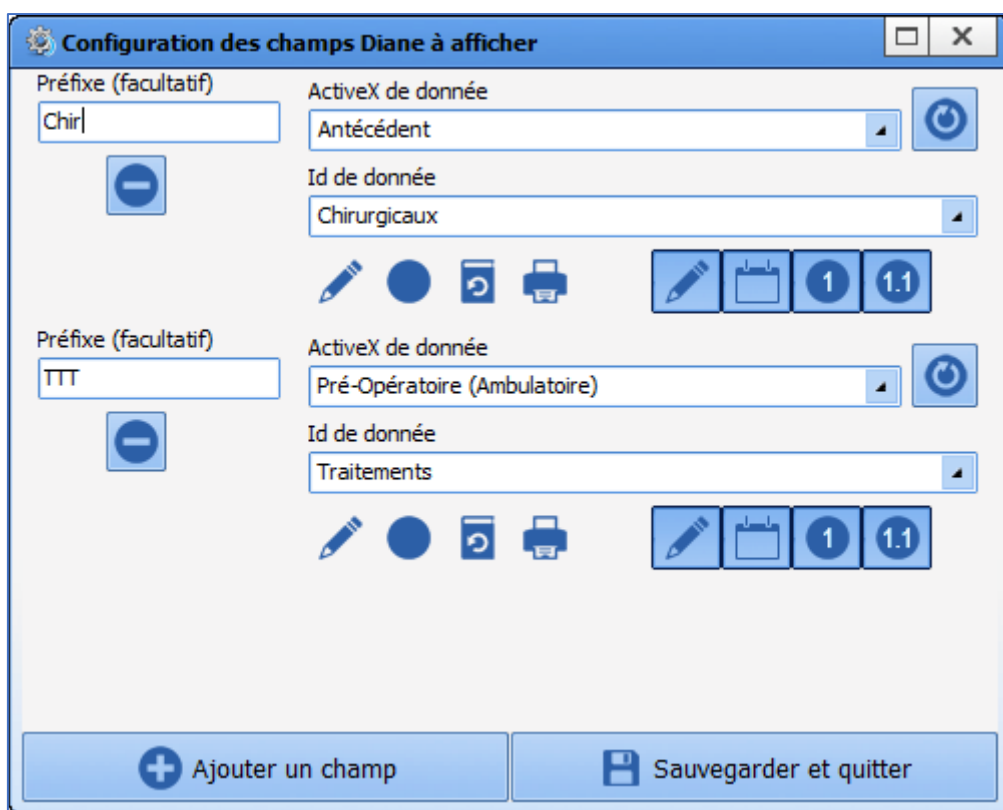 Configuration des champs Diane à afficher
Préfixe (facultatif)
Chir
ActiveX de donnée
Antécédent
Id de donnée
Chirurgicaux
1
1.1
Préfixe (facultatif)
TTT
ActiveX de donnée
Pré-Opératoire (Ambulatoire)
Id de donnée
Traitements
1
1.1
Ajouter un champ
Sauvegarder et quitter